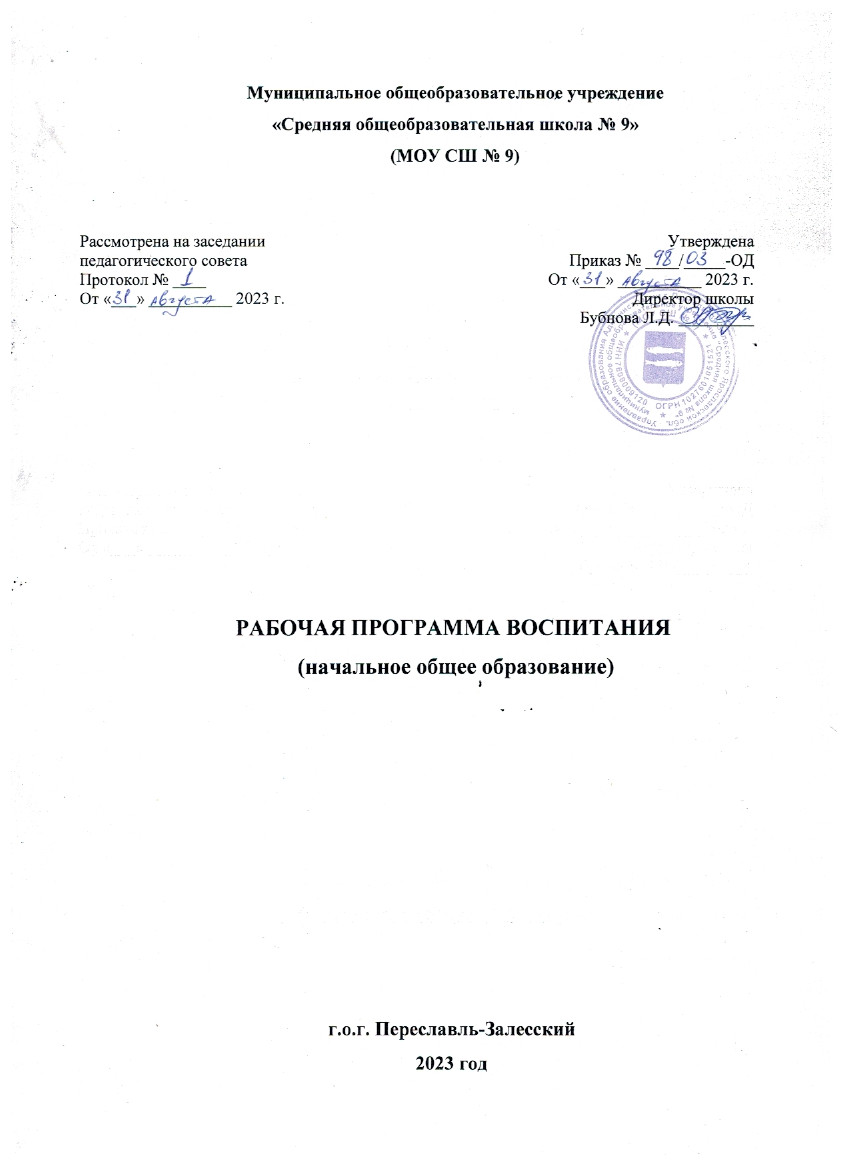 Муниципальное общеобразовательное учреждение
«Средняя общеобразовательная школа № 9»
(МОУ СШ № 9)
Рассмотрена на заседании
педагогического совета
Протокол № 1
От «31» августа 2023 г.
Утверждена
Приказ № 98/03-ОД
От «31» августа 2023 г.
Директор школы
Бубнова Л.Д.
РАБОЧАЯ ПРОГРАММА ВОСПИТАНИЯ
(начальное общее образование)
г.о.г. Переславль-Залесский
2023 год